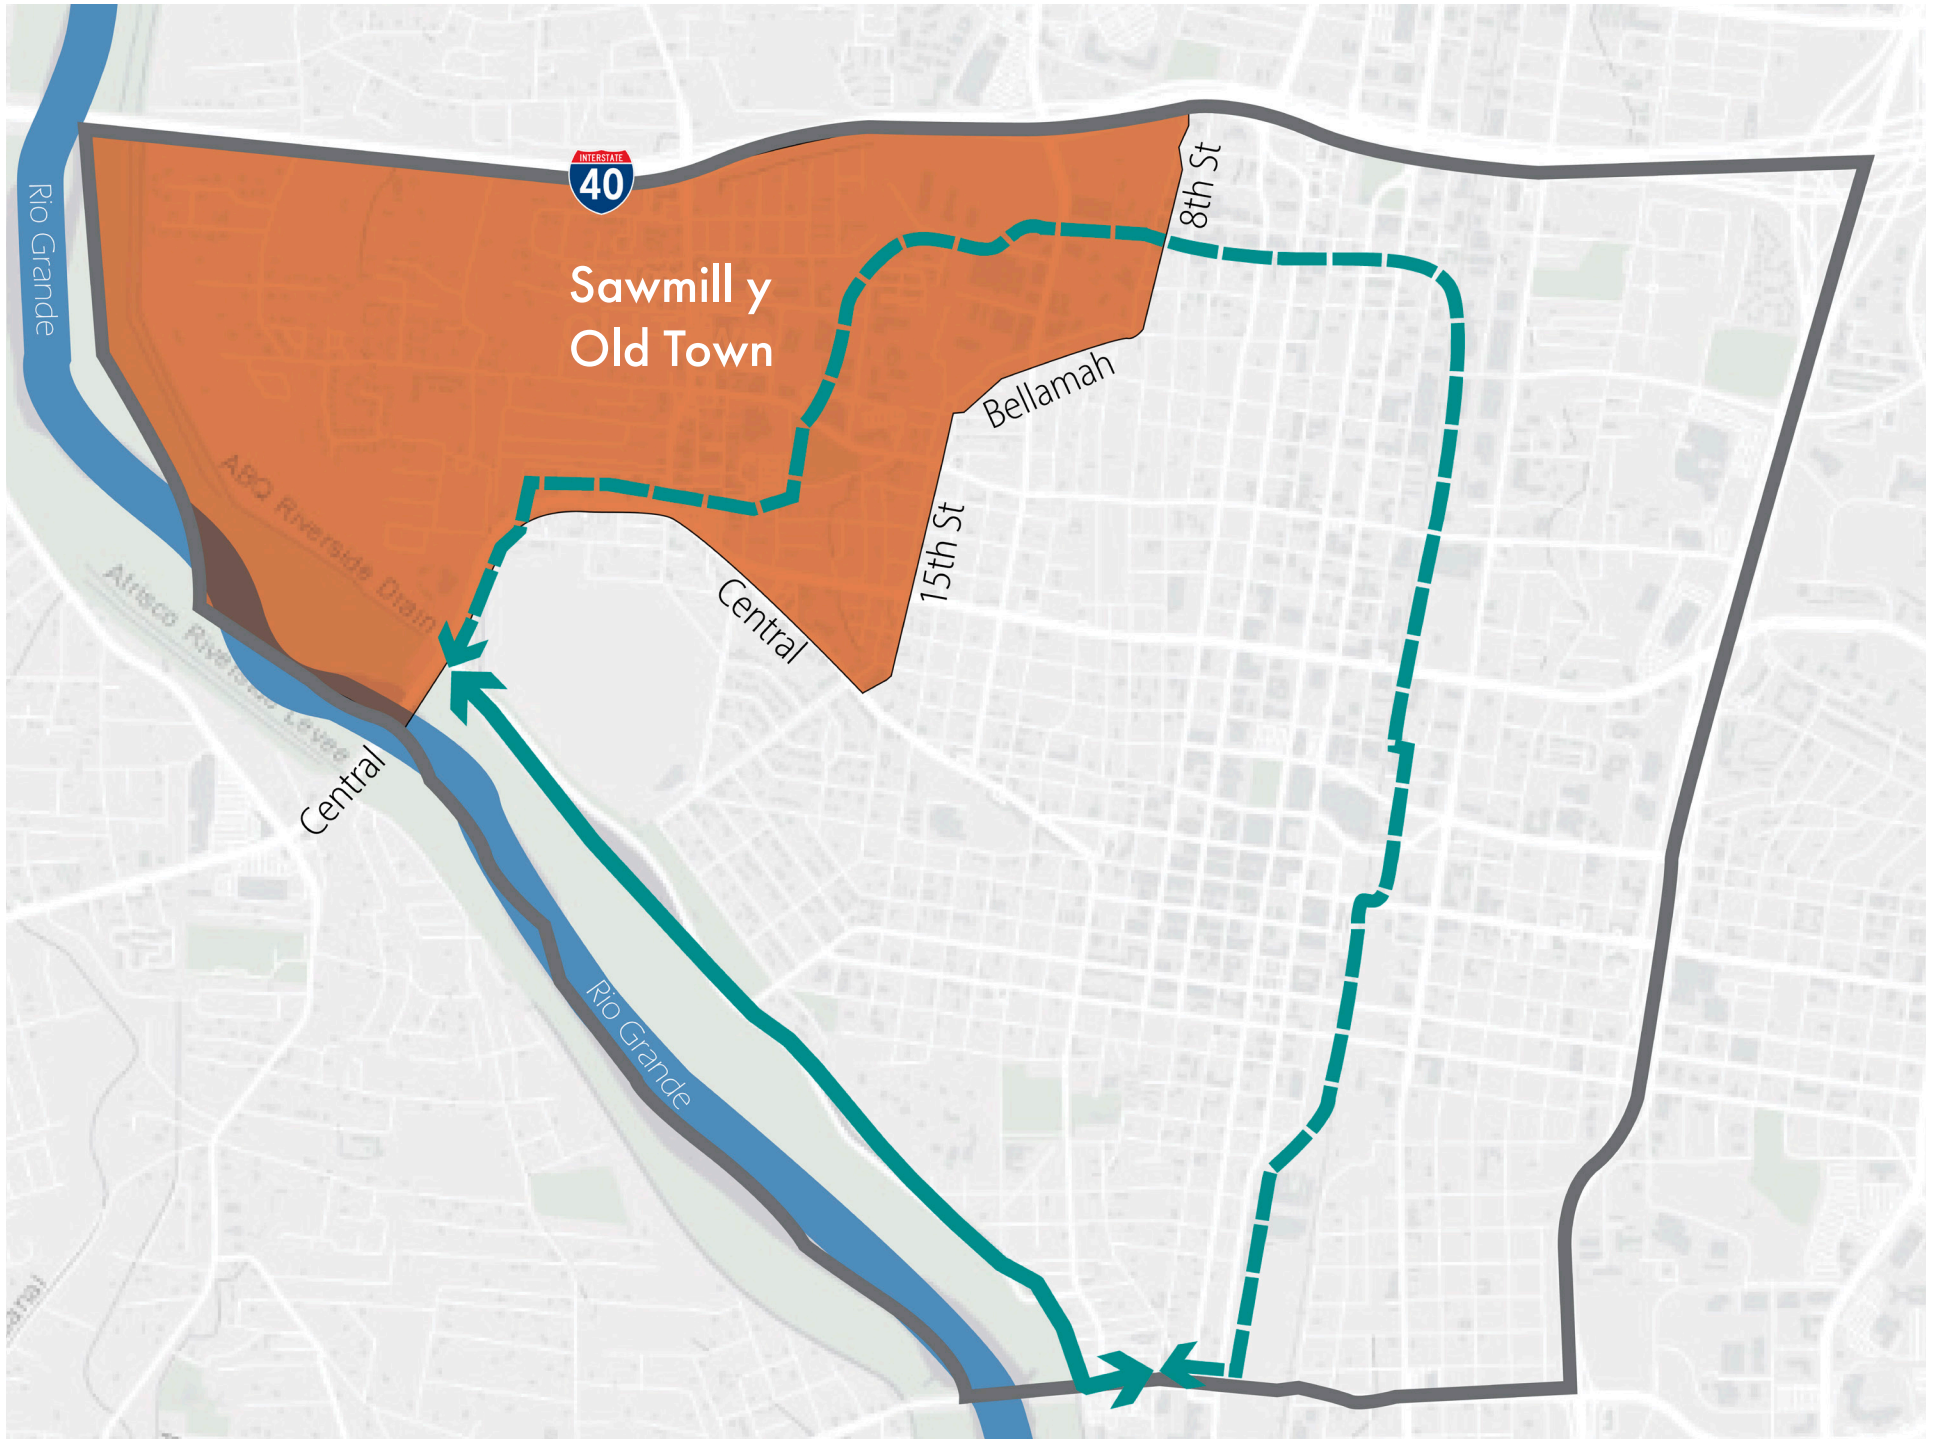 INTERSTATE
40
8th St
Rio Grande
Sawmill y
Old Town
Bellamah
ABQ Riverside Drain
15th St
Central
Atrisco Riverside Levee
Central
Rio Grande